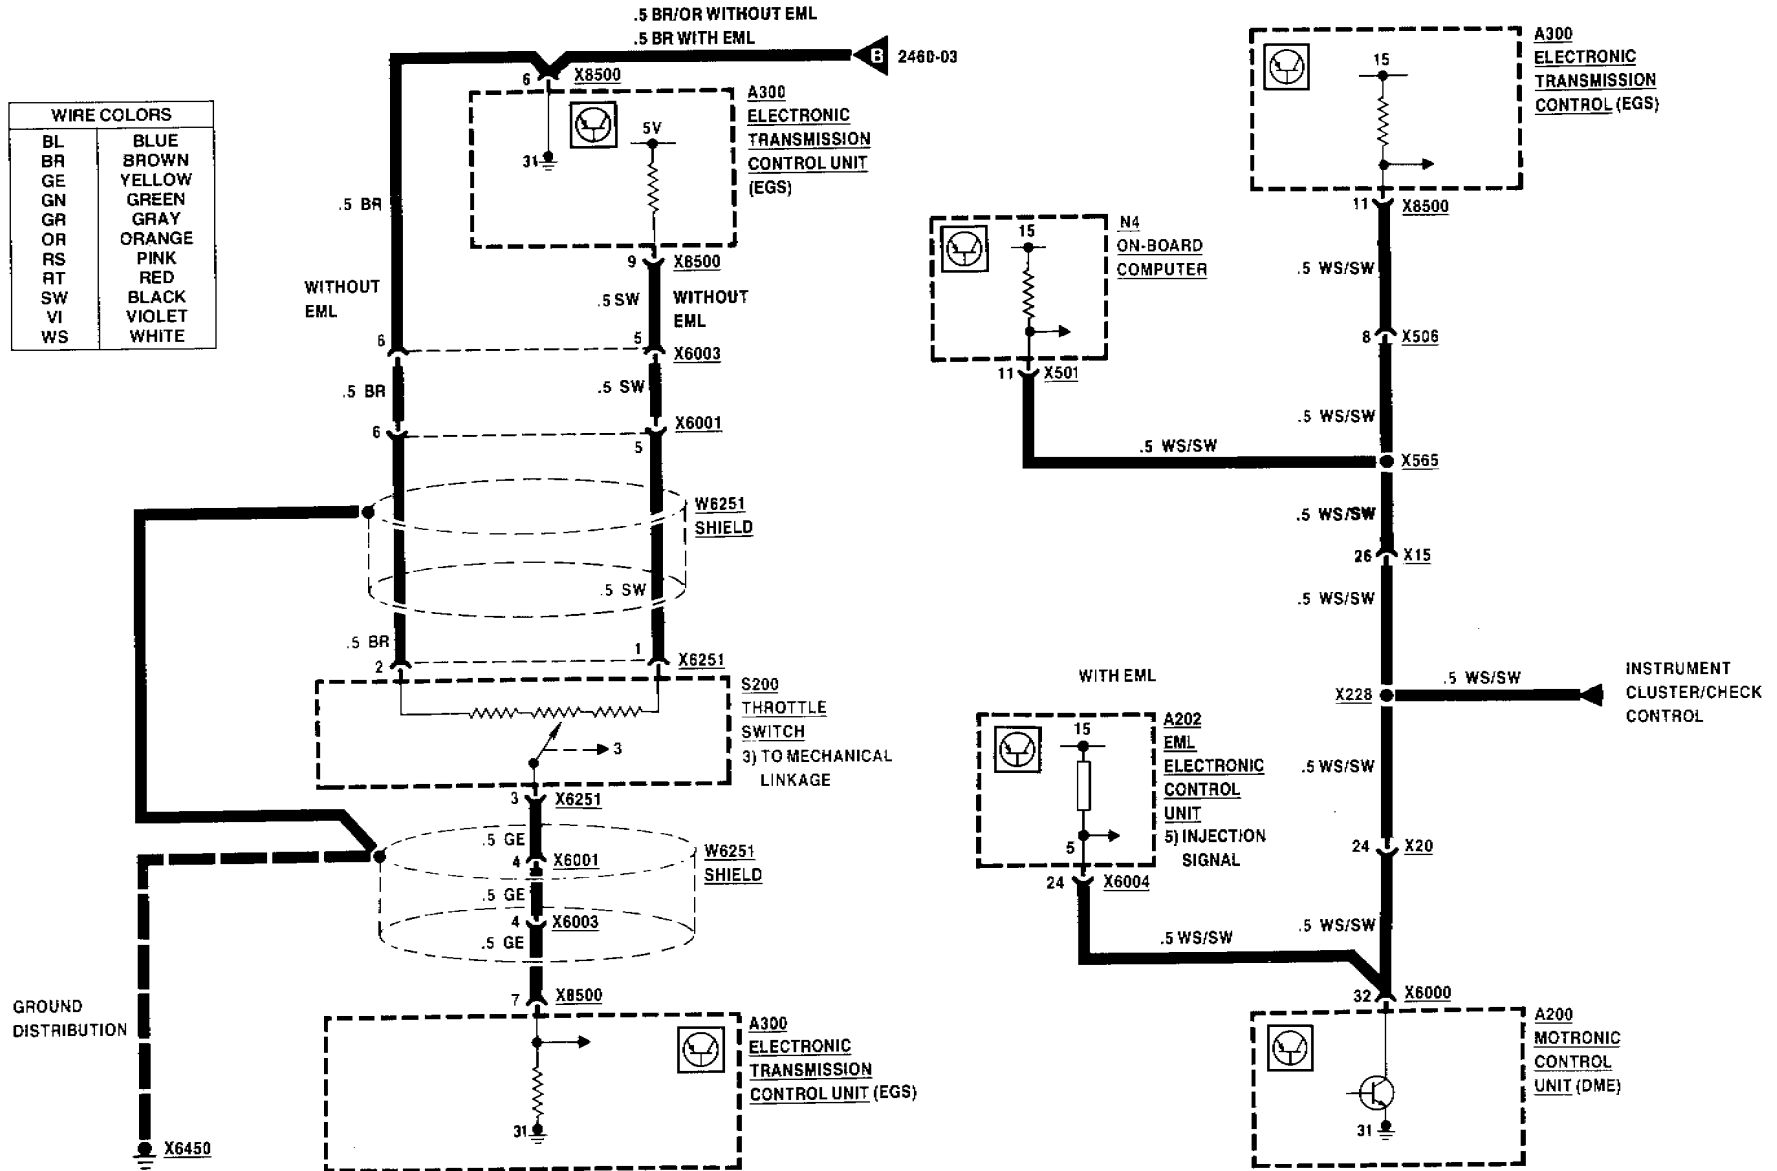 .5 BR/OR WITHOUT EML
.5 BR WITH EML
B 2460-03
6 X8500
WIRE COLORS
BL BLUE
BR BROWN
GE YELLOW
GN GREEN
GR GRAY
OR ORANGE
RS PINK
RT RED
SW BLACK
VI VIOLET
WS WHITE
.5 BR
WITHOUT
EML
A300
ELECTRONIC
TRANSMISSION
CONTROL UNIT
(EGS)
5V
31
9 X8500
.5 SW
WITHOUT
EML
6
5
X6003
.5 BR
.5 SW
6
X6001
5
W6251
SHIELD
.5 SW
.5 BR
2
1
X6251
S200
THROTTLE
SWITCH
3) TO MECHANICAL
LINKAGE
3
3 X6251
.5 GE
4 X6001
W6251
SHIELD
.5 GE
4 X6003
.5 GE
7 X8500
GROUND
DISTRIBUTION
X6450
A300
ELECTRONIC
TRANSMISSION
CONTROL UNIT (EGS)
31
A300
ELECTRONIC
TRANSMISSION
CONTROL (EGS)
15
11 X8500
N4
ON-BOARD
COMPUTER
15
.5 WS/SW
8 X506
11 X501
.5 WS/SW
.5 WS/SW
X565
.5 WS/SW
26 X15
.5 WS/SW
X228
.5 WS/SW
INSTRUMENT
CLUSTER/CHECK
CONTROL
WITH EML
A202
EML
ELECTRONIC
CONTROL
UNIT
5) INJECTION
SIGNAL
15
5
24 X6004
.5 WS/SW
24 X20
.5 WS/SW
.5 WS/SW
32 X6000
A200
MOTRONIC
CONTROL
UNIT (DME)
31